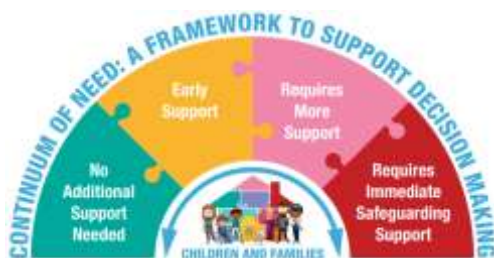 CONTINUUM OF NEED: A FRAMEWORK TO SUPPORT DECISION MAKING
No
Additional
Support
Needed
Early
Support
Requires
More
Support
Requires
Immediate
Safeguarding
Support
CHILDREN AND FAMILIES